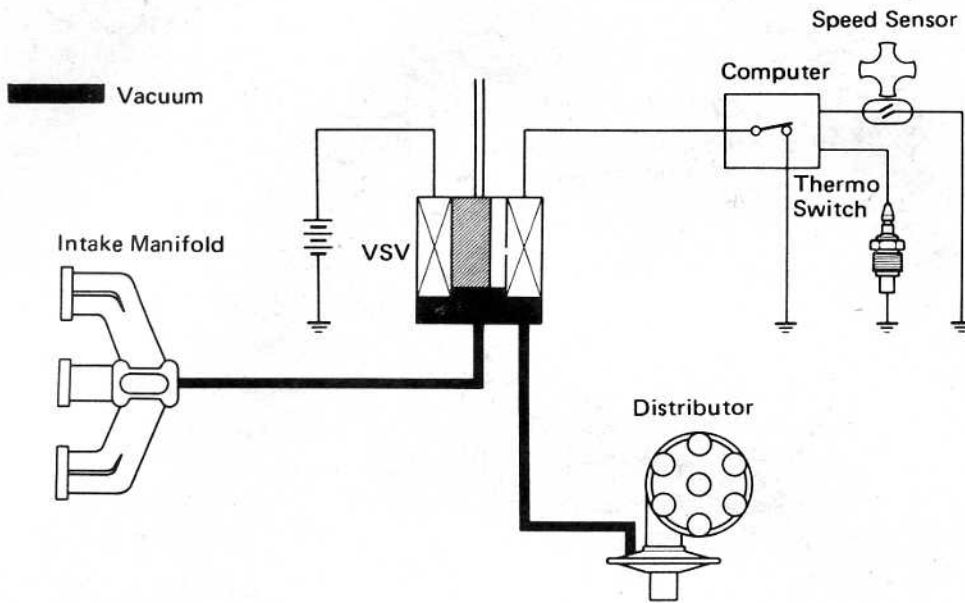 Speed Sensor
Computer
Vacuum
Thermo
Switch
Intake Manifold
VSV
Distributor